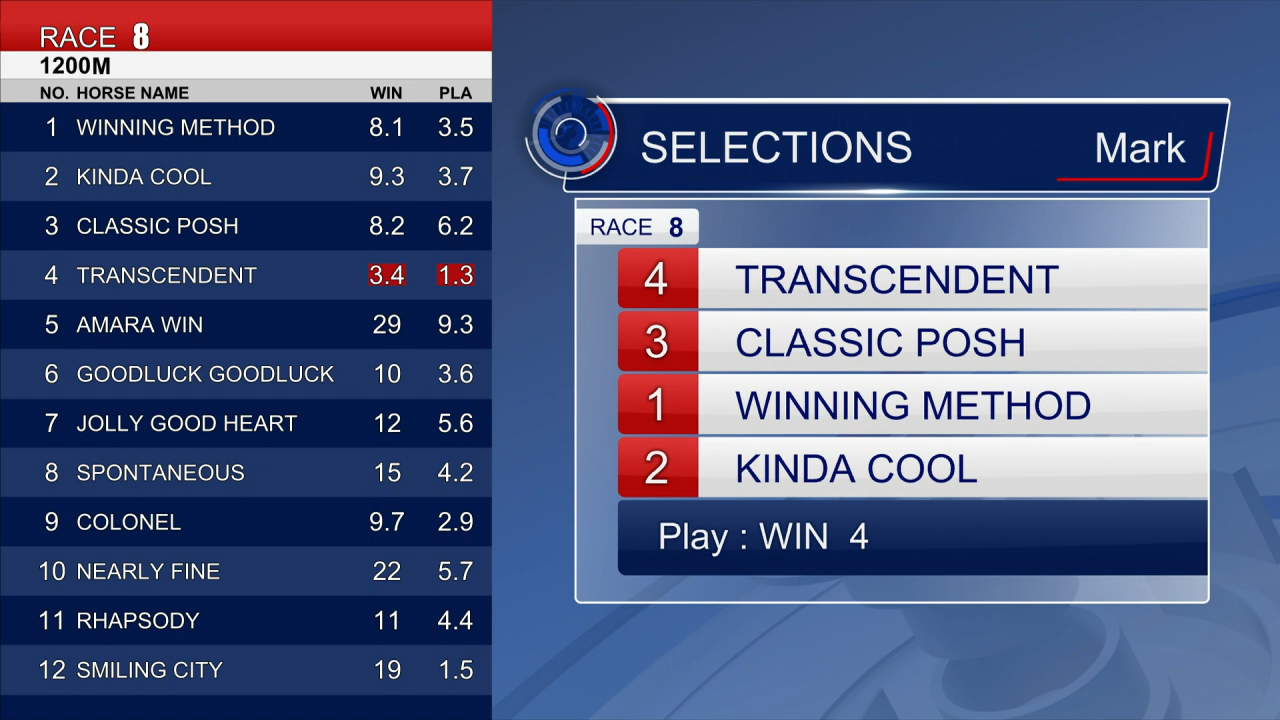 RACE 8
1200M
NO. HORSE NAME WIN PLA
1 WINNING METHOD 8.1 3.5
2 KINDA COOL 9.3 3.7
3 CLASSIC POSH 8.2 6.2
4 TRANSCENDENT 3.4 1.3
5 AMARA WIN 29 9.3
6 GOODLUCK GOODLUCK 10 3.6
7 JOLLY GOOD HEART 12 5.6
8 SPONTANEOUS 15 4.2
9 COLONEL 9.7 2.9
10 NEARLY FINE 22 5.7
11 RHAPSODY 11 4.4
12 SMILING CITY 19 1.5
SELECTIONS Mark
RACE 8
4 TRANSCENDENT
3 CLASSIC POSH
1 WINNING METHOD
2 KINDA COOL
Play : WIN 4